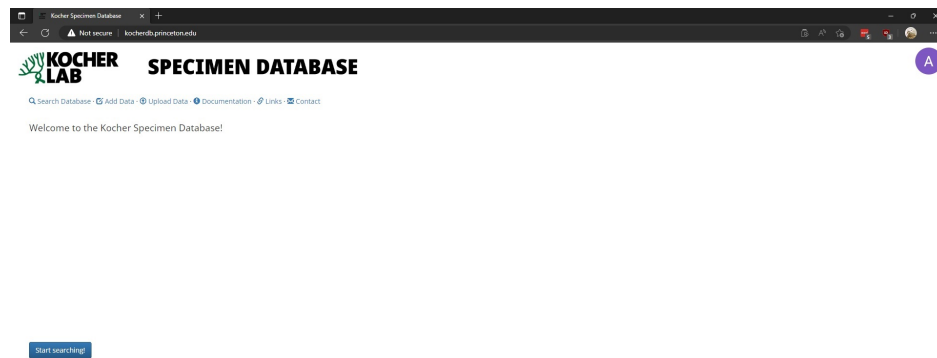 Kocher Specimen Database
Not secure kocherdb.princeton.edu
KOCHER
LAB
SPECIMEN DATABASE
A
Search Database · Add Data · Upload Data · Documentation · Links · Contact
Welcome to the Kocher Specimen Database!
Start searching!